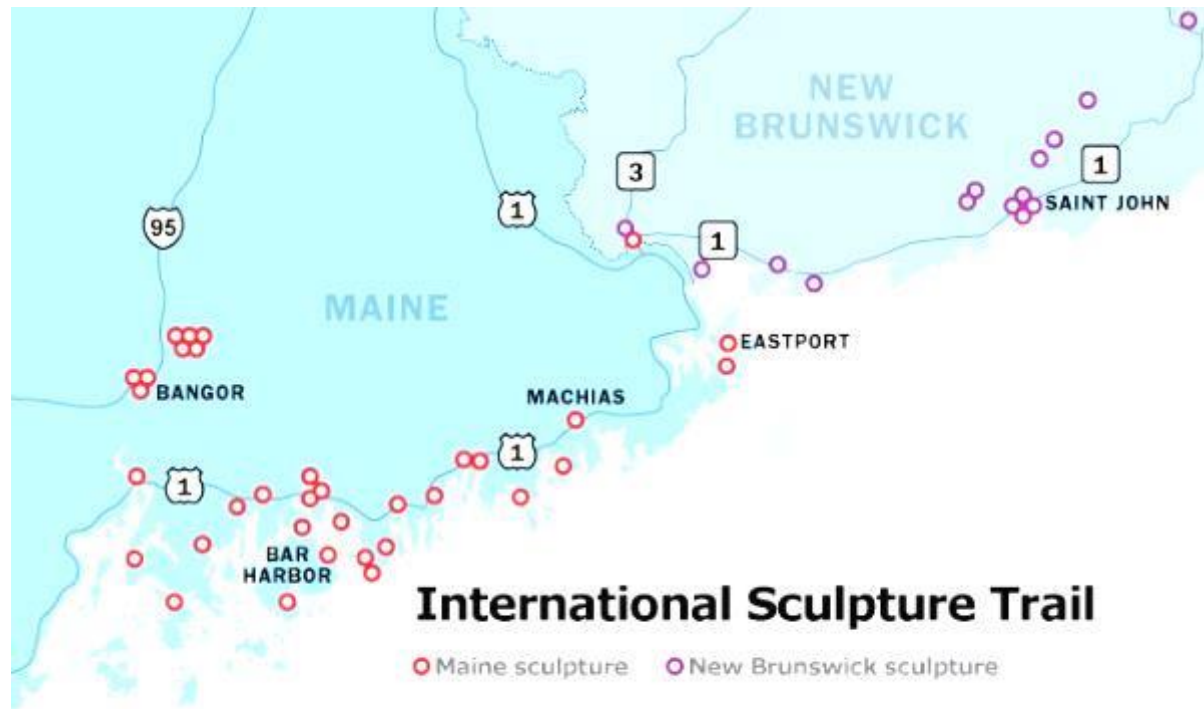 NEW
BRUNSWICK
3
1
1
1
SAINT JOHN
95
MAINE
EASTPORT
BANGOR
MACHIAS
1
1
BAR
HARBOR
International Sculpture Trail
Maine sculpture
New Brunswick sculpture